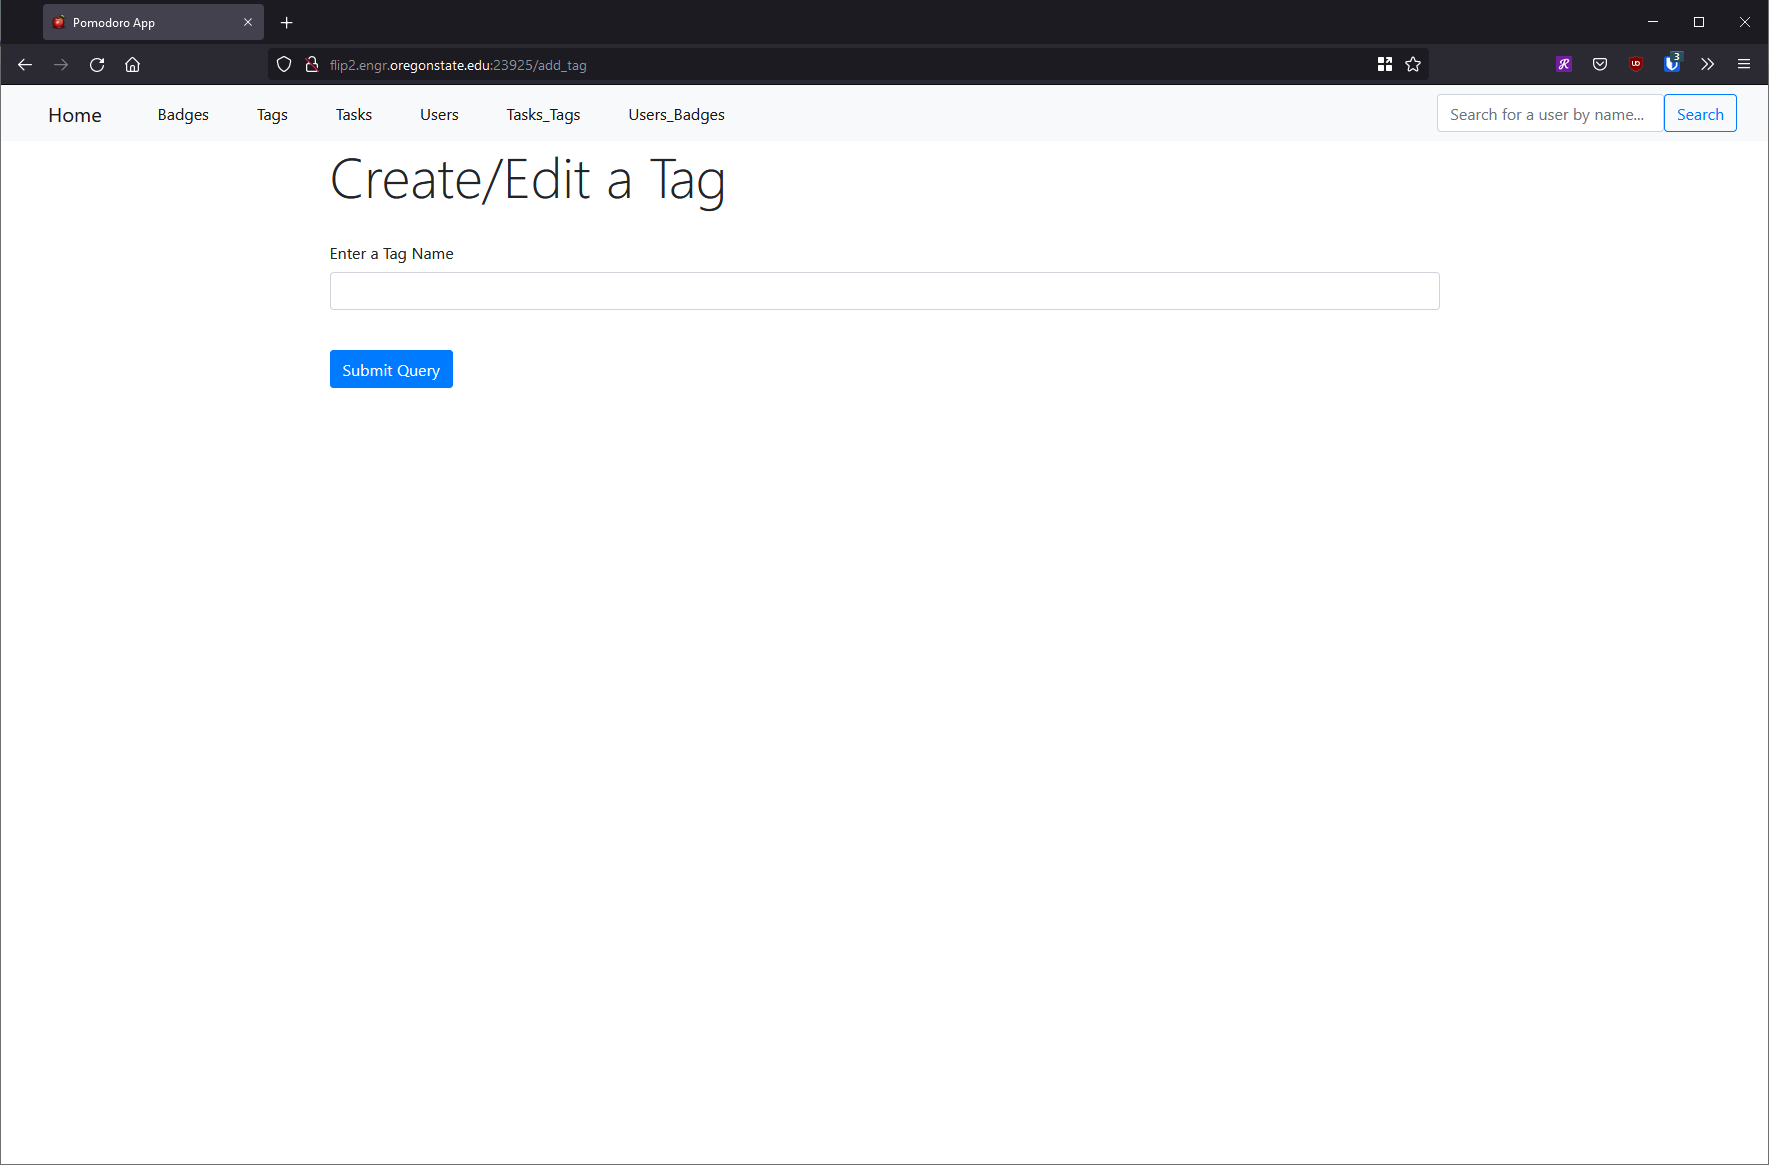 Pomodoro App
flip2.engr.oregonstate.edu:23925/add_tag
3
Home Badges Tags Tasks Users Tasks_Tags Users_Badges Search for a user by name... Search
Create/Edit a Tag
Enter a Tag Name
Submit Query